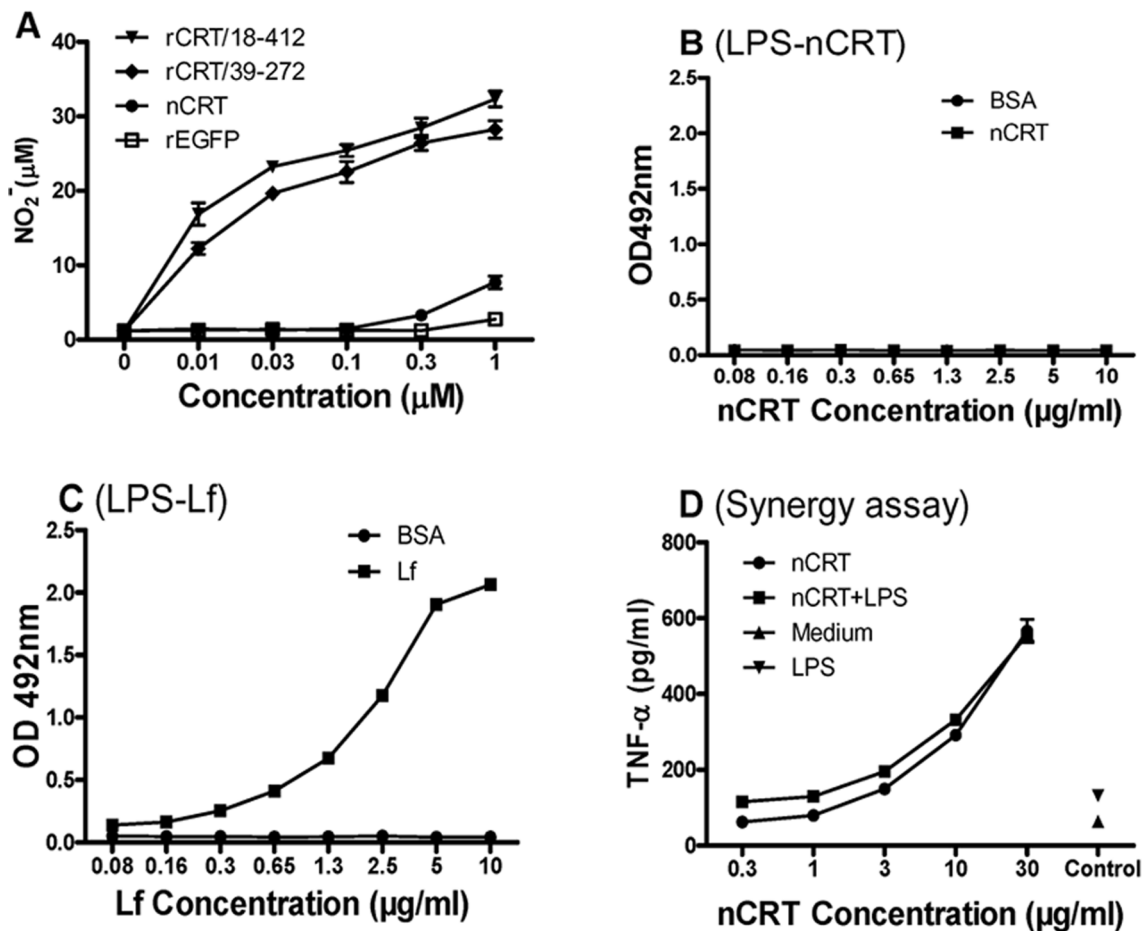 A
40
30
20
10
0
NO2- (μM)
rCRT/18-412
rCRT/39-272
nCRT
rEGFP
0 0.01 0.03 0.1 0.3 1
Concentration (μM)
B (LPS-nCRT)
2.5
2.0
1.5
1.0
0.5
0.0
OD492nm
BSA
nCRT
0.08 0.16 0.3 0.65 1.3 2.5 5 10
nCRT Concentration (μg/ml)
C (LPS-Lf)
2.5
2.0
1.5
1.0
0.5
0.0
OD 492nm
BSA
Lf
0.08 0.16 0.3 0.65 1.3 2.5 5 10
Lf Concentration (μg/ml)
D (Synergy assay)
800
600
400
200
0
TNF-α (pg/ml)
nCRT
nCRT+LPS
Medium
LPS
0.3 1 3 10 30 Control
nCRT Concentration (μg/ml)